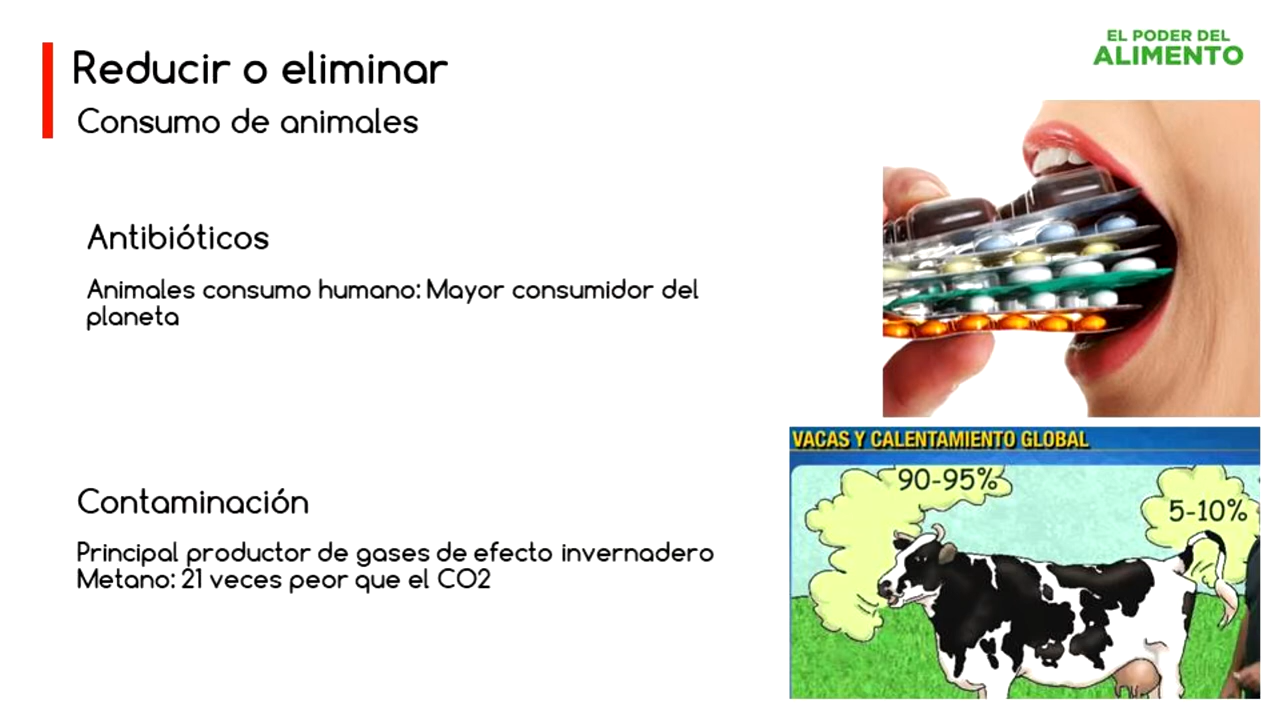 Reducir o eliminar
Consumo de animales
EL PODER DEL
ALIMENTO
Antibióticos
Animales consumo humano: Mayor consumidor del
planeta
VACAS Y CALENTAMIENTO GLOBAL
90-95%
5-10%
Contaminación
Principal productor de gases de efecto invernadero
Metano: 21 veces peor que el CO2